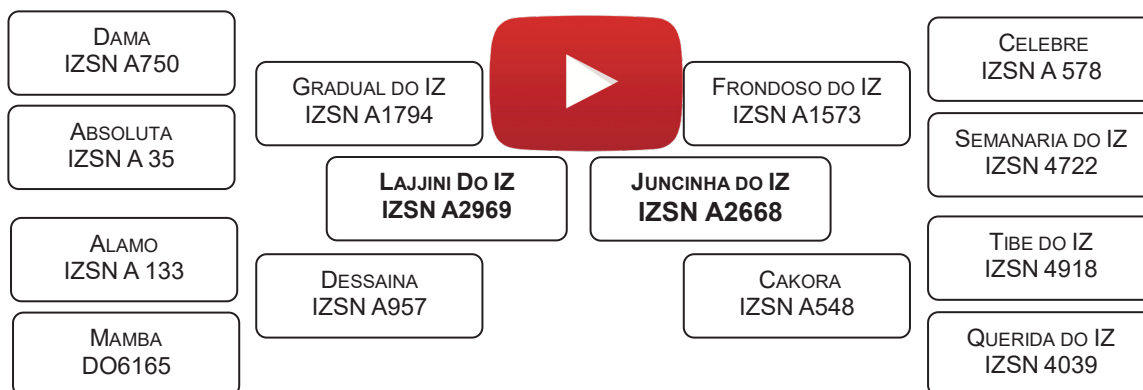 DAMA
IZSN A750
ABSOLUTA
IZSN A 35
ALAMO
IZSN A 133
MAMBA
DO6165
GRADUAL DO IZ
IZSN A1794
LAJJINI DO IZ
IZSN A2969
DESSAINA
IZSN A957
FRONDOSO DO IZ
IZSN A1573
JUNCINHA DO IZ
IZSN A2668
CAKORA
IZSN A548
CELEBRE
IZSN A 578
SEMANARIA DO IZ
IZSN 4722
TIBE DO IZ
IZSN 4918
QUERIDA DO IZ
IZSN 4039